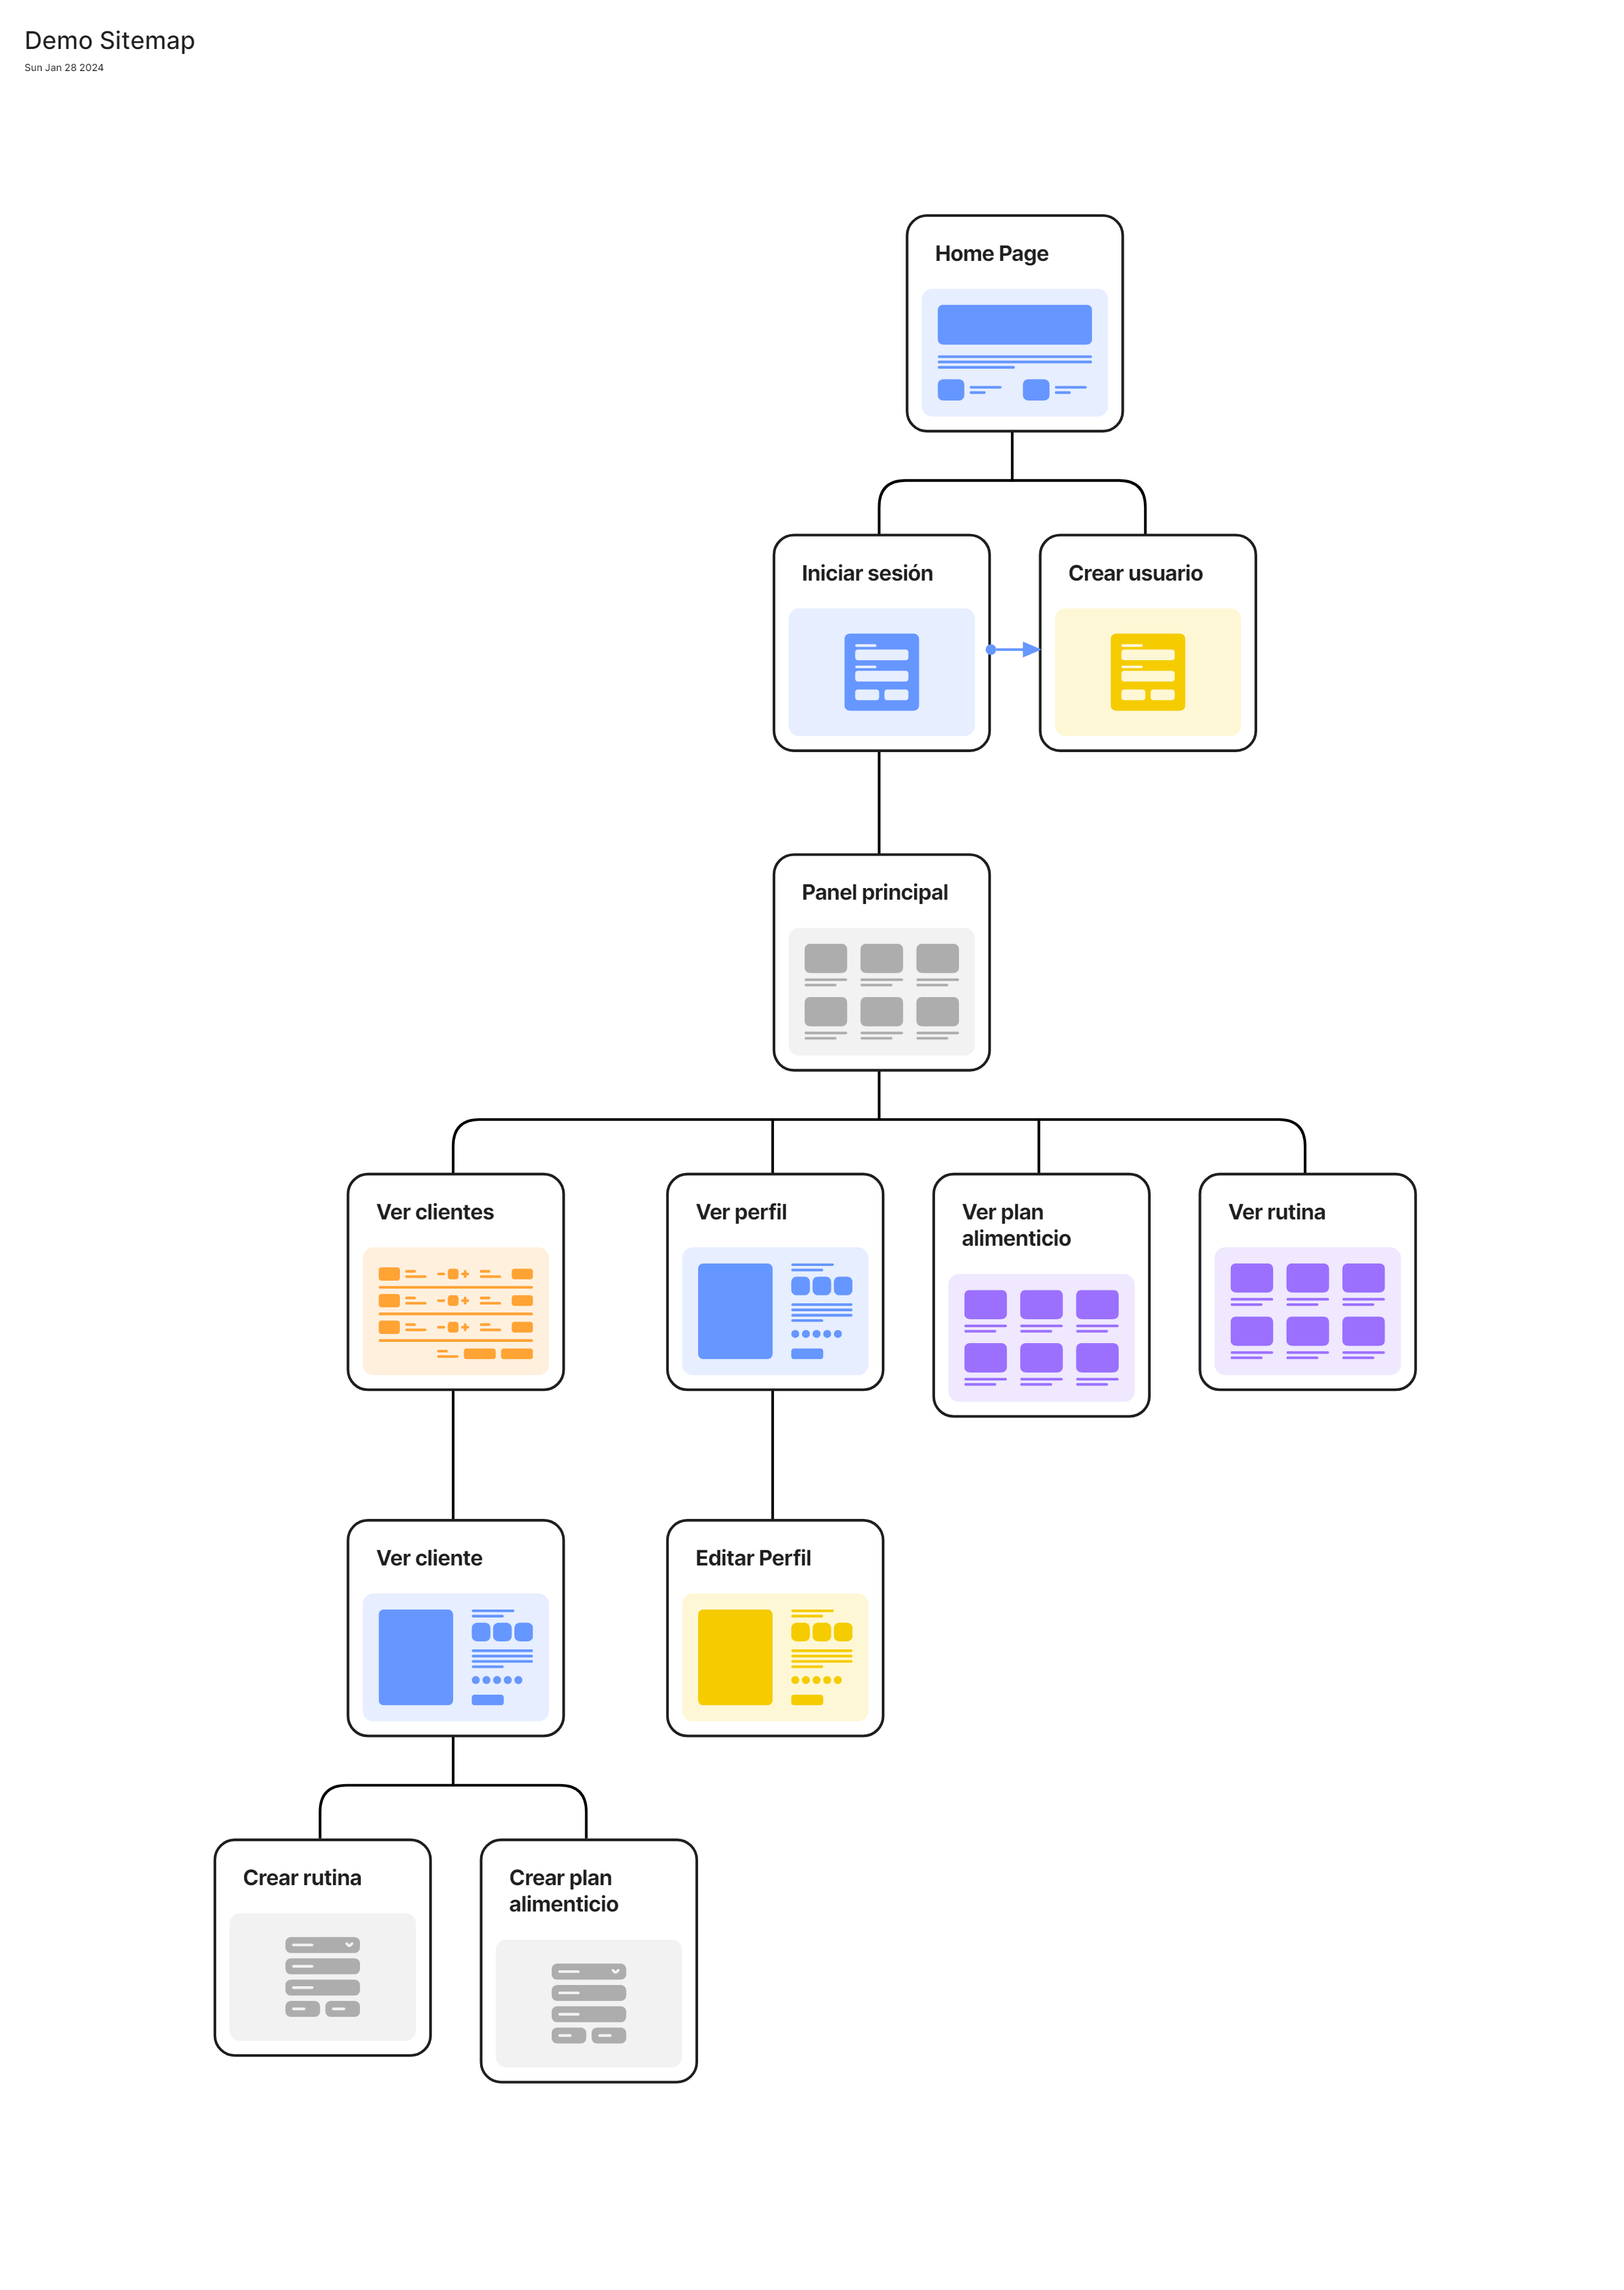 Demo Sitemap
Sun Jan 28 2024
Home Page
Iniciar sesión
Crear usuario
Panel principal
Ver clientes
Ver perfil
Ver plan
alimenticio
Ver rutina
Ver cliente
Editar Perfil
Crear rutina
Crear plan
alimenticio